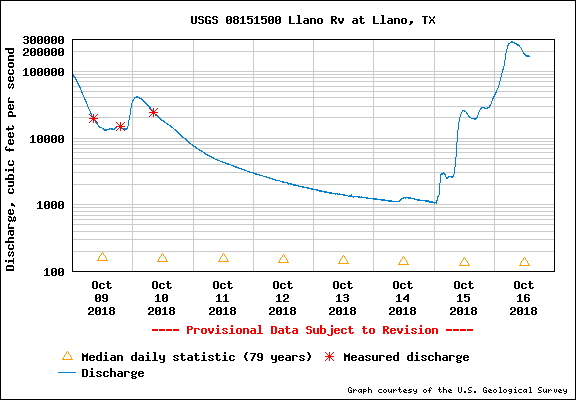 USGS 08151500 Llano Rv at Llano, TX
Discharge, cubic feet per second
300000
200000
100000
10000
1000
100
Oct 09 2018
Oct 10 2018
Oct 11 2018
Oct 12 2018
Oct 13 2018
Oct 14 2018
Oct 15 2018
Oct 16 2018
---- Provisional Data Subject to Revision ----
Median daily statistic (79 years)
Measured discharge
Discharge
Graph courtesy of the U.S. Geological Survey